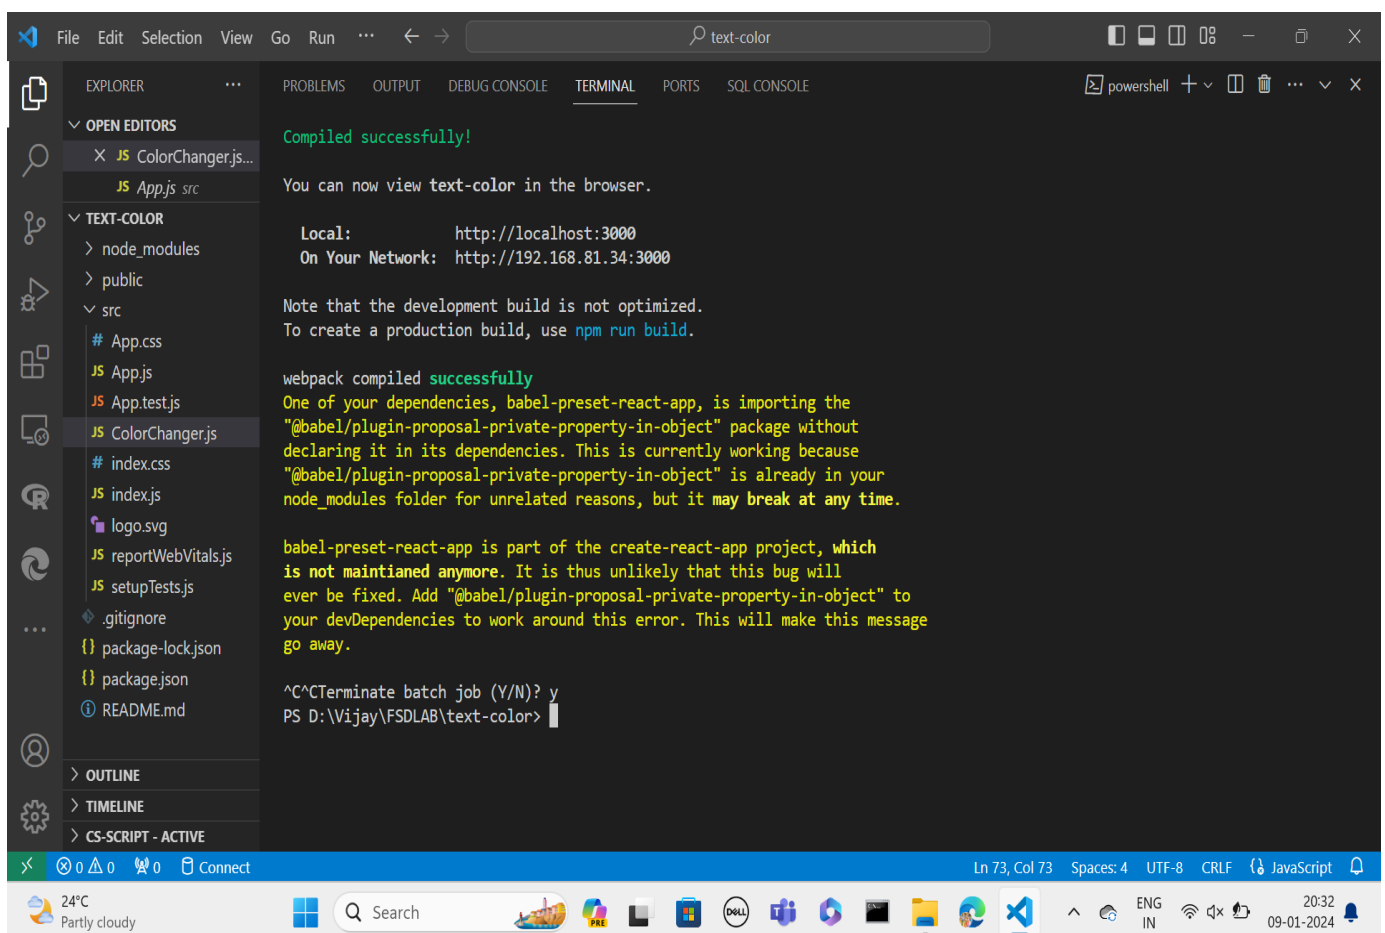 File Edit Selection View Go Run ··· text-color
EXPLORER ···
OPEN EDITORS
JS ColorChanger.js...
JS App.js src
TEXT-COLOR
node_modules
public
src
# App.css
JS App.js
JS App.test.js
JS ColorChanger.js
# index.css
JS index.js
logo.svg
JS reportWebVitals.js
JS setupTests.js
.gitignore
{} package-lock.json
{} package.json
README.md
OUTLINE
TIMELINE
CS-SCRIPT - ACTIVE
PROBLEMS OUTPUT DEBUG CONSOLE TERMINAL PORTS SQL CONSOLE powershell
Compiled successfully!
You can now view text-color in the browser.
Local: http://localhost:3000
On Your Network: http://192.168.81.34:3000
Note that the development build is not optimized.
To create a production build, use npm run build.
webpack compiled successfully
One of your dependencies, babel-preset-react-app, is importing the
"@babel/plugin-proposal-private-property-in-object" package without
declaring it in its dependencies. This is currently working because
"@babel/plugin-proposal-private-property-in-object" is already in your
node_modules folder for unrelated reasons, but it may break at any time.
babel-preset-react-app is part of the create-react-app project, which
is not maintianed anymore. It is thus unlikely that this bug will
ever be fixed. Add "@babel/plugin-proposal-private-property-in-object" to
your devDependencies to work around this error. This will make this message
go away.
^C^CTerminate batch job (Y/N)? y
PS D:\Vijay\FSDLAB\text-color>
0 0 0 Connect Ln 73, Col 73 Spaces: 4 UTF-8 CRLF JavaScript
24°C
Partly cloudy
Search
PRE
DELL
ENG
IN
20:32
09-01-2024